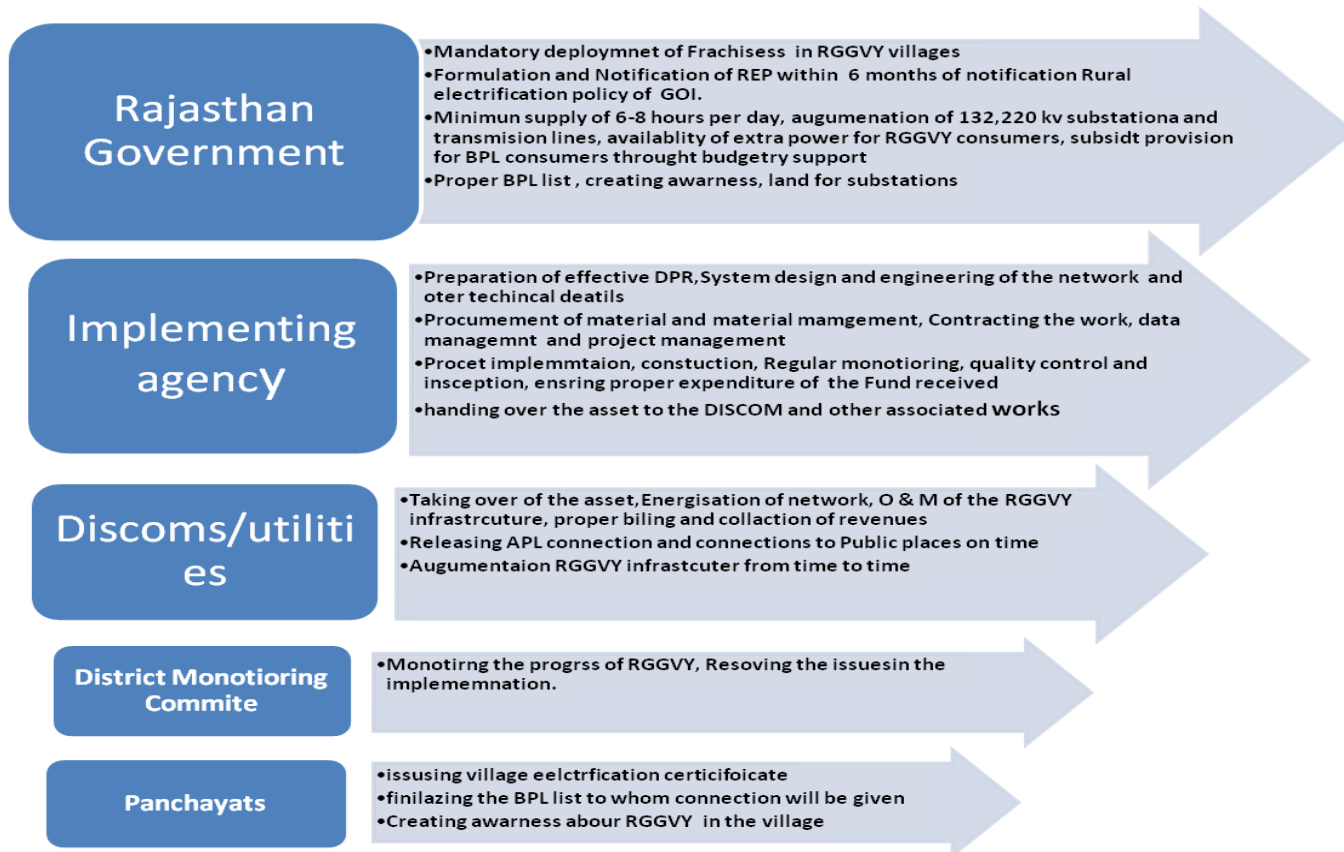 Rajasthan
Government
•Mandatory deploymnet of Frachisess in RGGVY villages
•Formulation and Notification of REP within 6 months of notification Rural
electrification policy of GOI.
•Minimun supply of 6-8 hours per day, augumenation of 132,220 kv substationa and
transmision lines, availablity of extra power for RGGVY consumers, subsidt provision
for BPL consumers throught budgetry support
•Proper BPL list , creating awarness, land for substations
Implementing
agency
•Preparation of effective DPR,System design and engineering of the network and
oter techincal deatils
•Procumement of material and material mamgement, Contracting the work, data
managemnt and project management
•Procet implemmtaion, constuction, Regular monotioring, quality control and
insception, ensring proper expenditure of the Fund received
•handing over the asset to the DISCOM and other associated works
Discoms/utiliti
es
•Taking over of the asset,Energisation of network, O & M of the RGGVY
infrastrcuture, proper biling and collaction of revenues
•Releasing APL connection and connections to Public places on time
•Augumentaion RGGVY infrastcuter from time to time
District Monotioring
Commite
•Monotirng the progrss of RGGVY, Resoving the issuesin the
implememnation.
Panchayats
•issusing village eelctrfication certicifoicate
•finilazing the BPL list to whom connection will be given
•Creating awarness abour RGGVY in the village